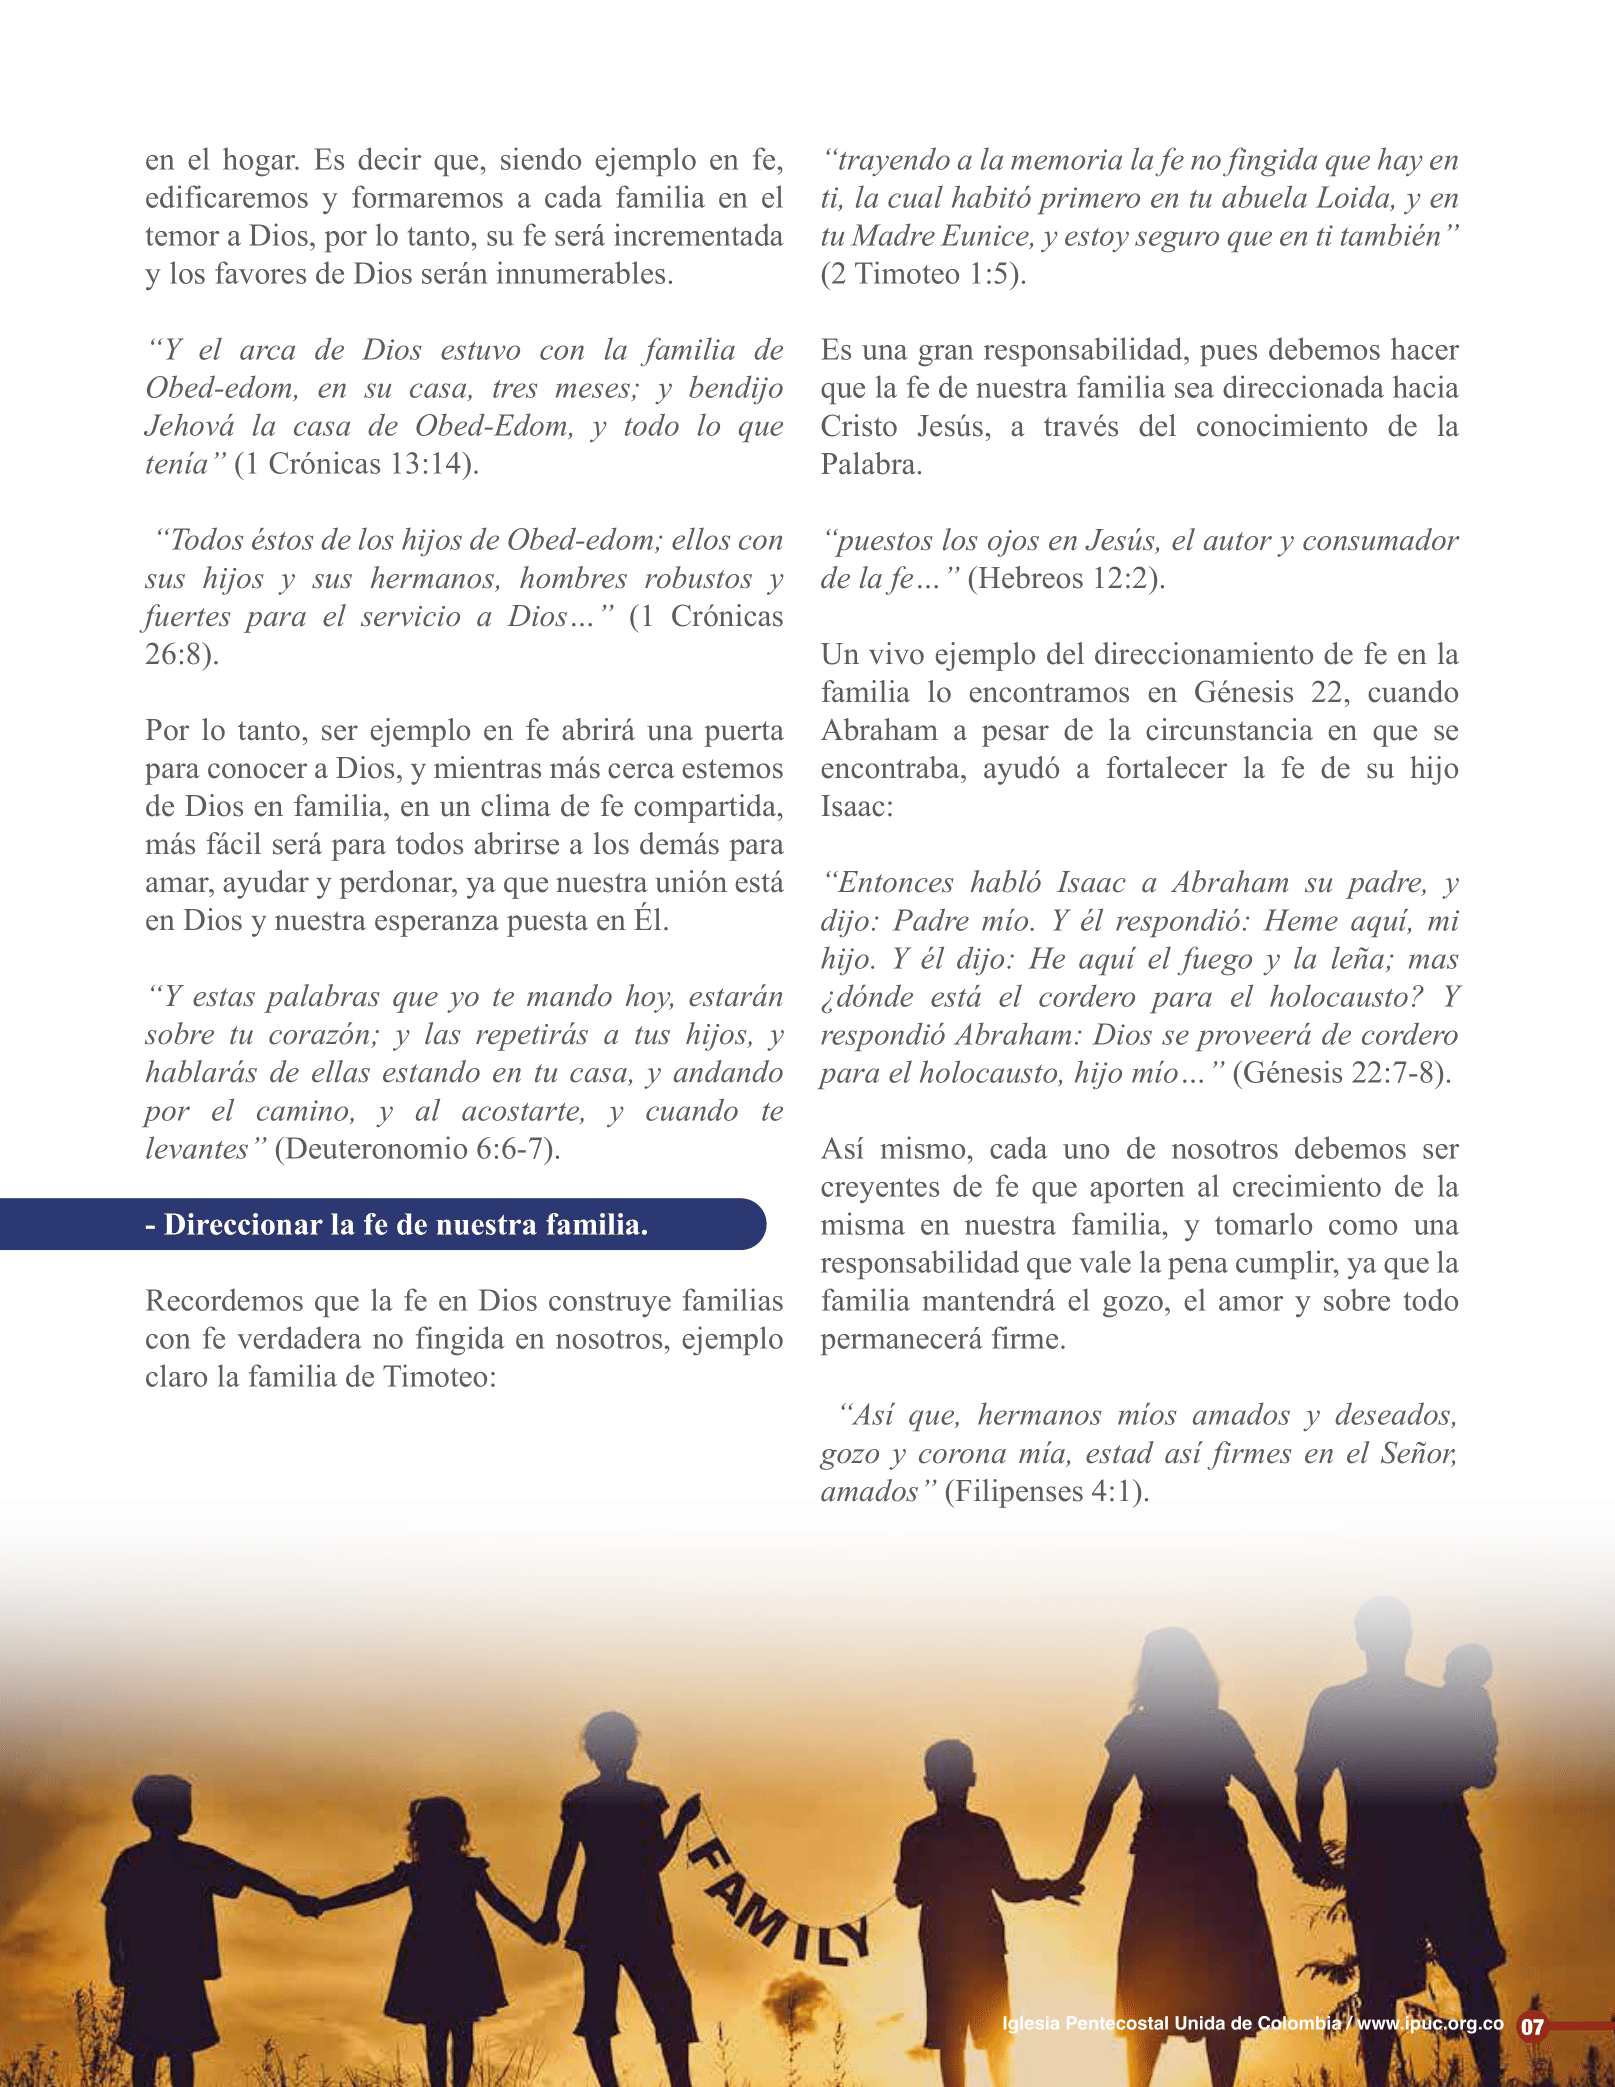 en el hogar. Es decir que, siendo ejemplo en fe,
edificaremos y formaremos a cada familia en el
temor a Dios, por lo tanto, su fe será incrementada
y los favores de Dios serán innumerables.
“Y el arca de Dios estuvo con la familia de
Obed-edom, en su casa, tres meses; y bendijo
Jehová la casa de Obed-Edom, y todo lo que
tenía” (1 Crónicas 13:14).
“Todos éstos de los hijos de Obed-edom; ellos con
sus hijos y sus hermanos, hombres robustos y
fuertes para el servicio a Dios…” (1 Crónicas
26:8).
Por lo tanto, ser ejemplo en fe abrirá una puerta
para conocer a Dios, y mientras más cerca estemos
de Dios en familia, en un clima de fe compartida,
más fácil será para todos abrirse a los demás para
amar, ayudar y perdonar, ya que nuestra unión está
en Dios y nuestra esperanza puesta en Él.
“Y estas palabras que yo te mando hoy, estarán
sobre tu corazón; y las repetirás a tus hijos, y
hablarás de ellas estando en tu casa, y andando
por el camino, y al acostarte, y cuando te
levantes” (Deuteronomio 6:6-7).
- Direccionar la fe de nuestra familia.
Recordemos que la fe en Dios construye familias
con fe verdadera no fingida en nosotros, ejemplo
claro la familia de Timoteo:
“trayendo a la memoria la fe no fingida que hay en
ti, la cual habitó primero en tu abuela Loida, y en
tu Madre Eunice, y estoy seguro que en ti también”
(2 Timoteo 1:5).
Es una gran responsabilidad, pues debemos hacer
que la fe de nuestra familia sea direccionada hacia
Cristo Jesús, a través del conocimiento de la
Palabra.
“puestos los ojos en Jesús, el autor y consumador
de la fe…” (Hebreos 12:2).
Un vivo ejemplo del direccionamiento de fe en la
familia lo encontramos en Génesis 22, cuando
Abraham a pesar de la circunstancia en que se
encontraba, ayudó a fortalecer la fe de su hijo
Isaac:
“Entonces habló Isaac a Abraham su padre, y
dijo: Padre mío. Y él respondió: Heme aquí, mi
hijo. Y él dijo: He aquí el fuego y la leña; mas
¿dónde está el cordero para el holocausto? Y
respondió Abraham: Dios se proveerá de cordero
para el holocausto, hijo mío…” (Génesis 22:7-8).
Así mismo, cada uno de nosotros debemos ser
creyentes de fe que aporten al crecimiento de la
misma en nuestra familia, y tomarlo como una
responsabilidad que vale la pena cumplir, ya que la
familia mantendrá el gozo, el amor y sobre todo
permanecerá firme.
“Así que, hermanos míos amados y deseados,
gozo y corona mía, estad así firmes en el Señor,
amados” (Filipenses 4:1).
FAMILY
Iglesia Pentecostal Unida de Colombia / www.ipuc.org.co 07